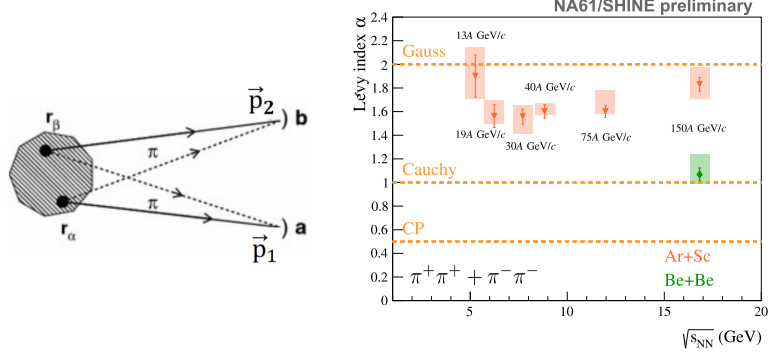 p⃗₂
b
r_β
π
π
r_α
a
p⃗₁
NA61/SHINE preliminary
Lévy index α
2.4
2.2
2
1.8
1.6
1.4
1.2
1
0.8
0.6
0.4
0.2
0
13A GeV/c
Gauss
40A GeV/c
19A GeV/c
30A GeV/c
75A GeV/c
150A GeV/c
Cauchy
CP
Ar+Sc
Be+Be
π⁺π⁺ + π⁻π⁻
5 10 15 20
√s_NN (GeV)